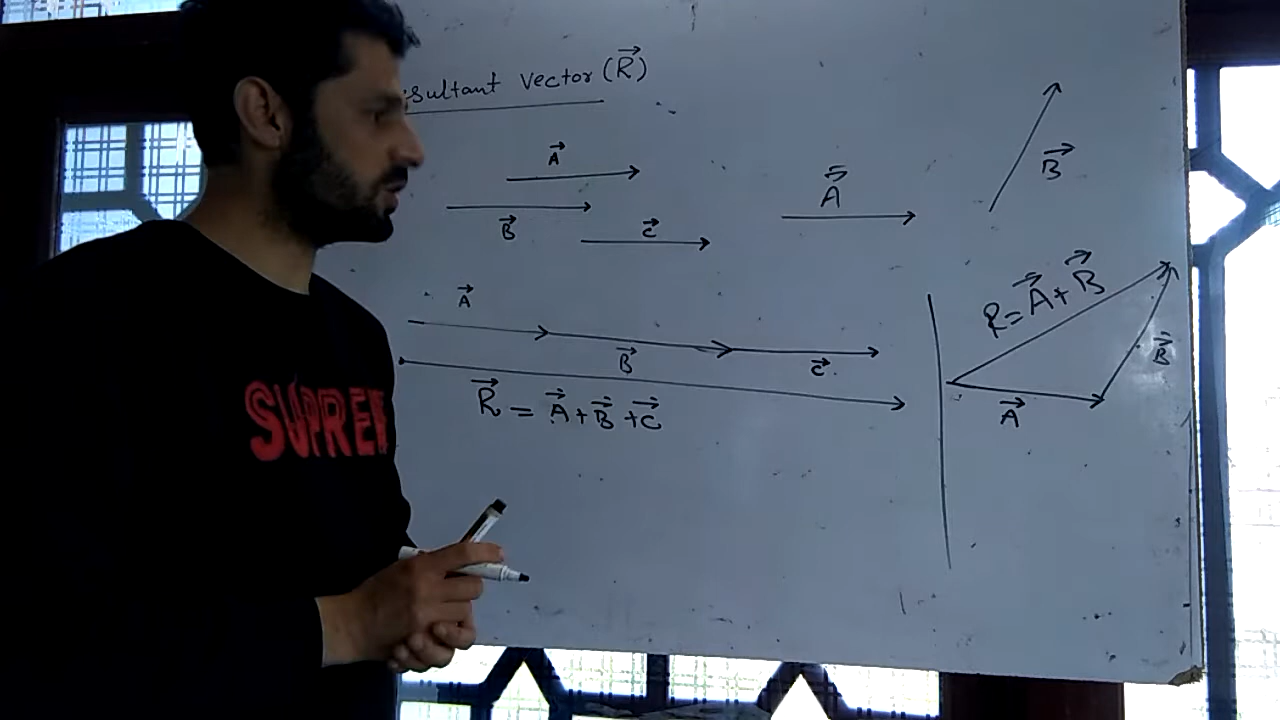 sultant Vector (R⃗)
A⃗
B⃗
C⃗
A⃗
B⃗
A⃗
B⃗
C⃗.
R⃗ = A⃗ + B⃗ + C⃗
R = A⃗ + B⃗
B⃗
A⃗
SUPREM